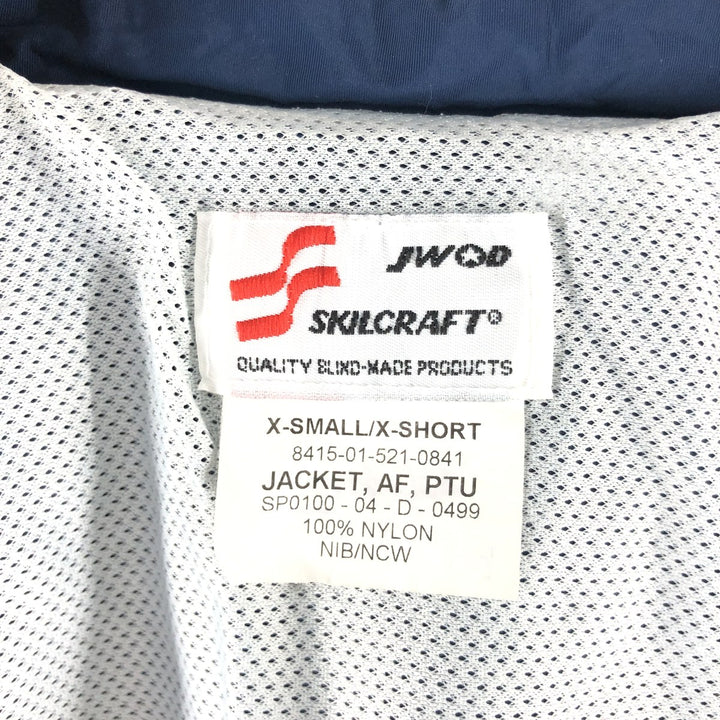 JWOD
SKILCRAFT®
QUALITY BLIND-MADE PRODUCTS
X-SMALL/X-SHORT
8415-01-521-0841
JACKET, AF, PTU
SP0100 - 04 - D - 0499
100% NYLON
NIB/NCW